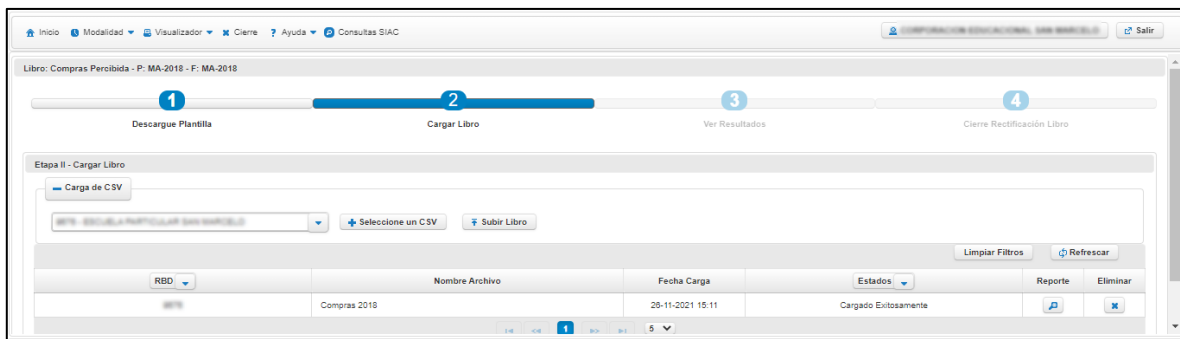 Inicio Modalidad Visualizador Cierre ? Ayuda Consultas SIAC Salir
Libro: Compras Percibida - P: MA-2018 - F: MA-2018
1 2 3 4
Descargue Plantilla Cargar Libro Ver Resultados Cierre Rectificación Libro
Etapa II - Cargar Libro
Carga de CSV
Seleccione un CSV Subir Libro
Limpiar Filtros Refrescar
RBD Nombre Archivo Fecha Carga Estados Reporte Eliminar
Compras 2018 26-11-2021 15:11 Cargado Exitosamente
1 5